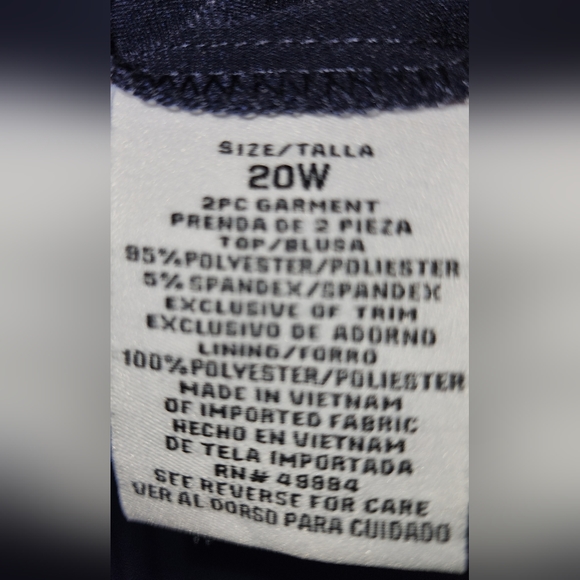 SIZE/TALLA
20W
2PC GARMENT
PRENDA DE 2 PIEZA
TOP/BLUSA
95%POLYESTER/POLIESTER
5% SPANDEX/SPANDEX
EXCLUSIVE OF TRIM
EXCLUSIVO DE ADORNO
LINING/FORRO
100%POLYESTER/POLIESTER
MADE IN VIETNAM
OF IMPORTED FABRIC
HECHO EN VIETNAM
DE TELA IMPORTADA
RN# 49994
SEE REVERSE FOR CARE
VER AL DORSO PARA CUIDADO